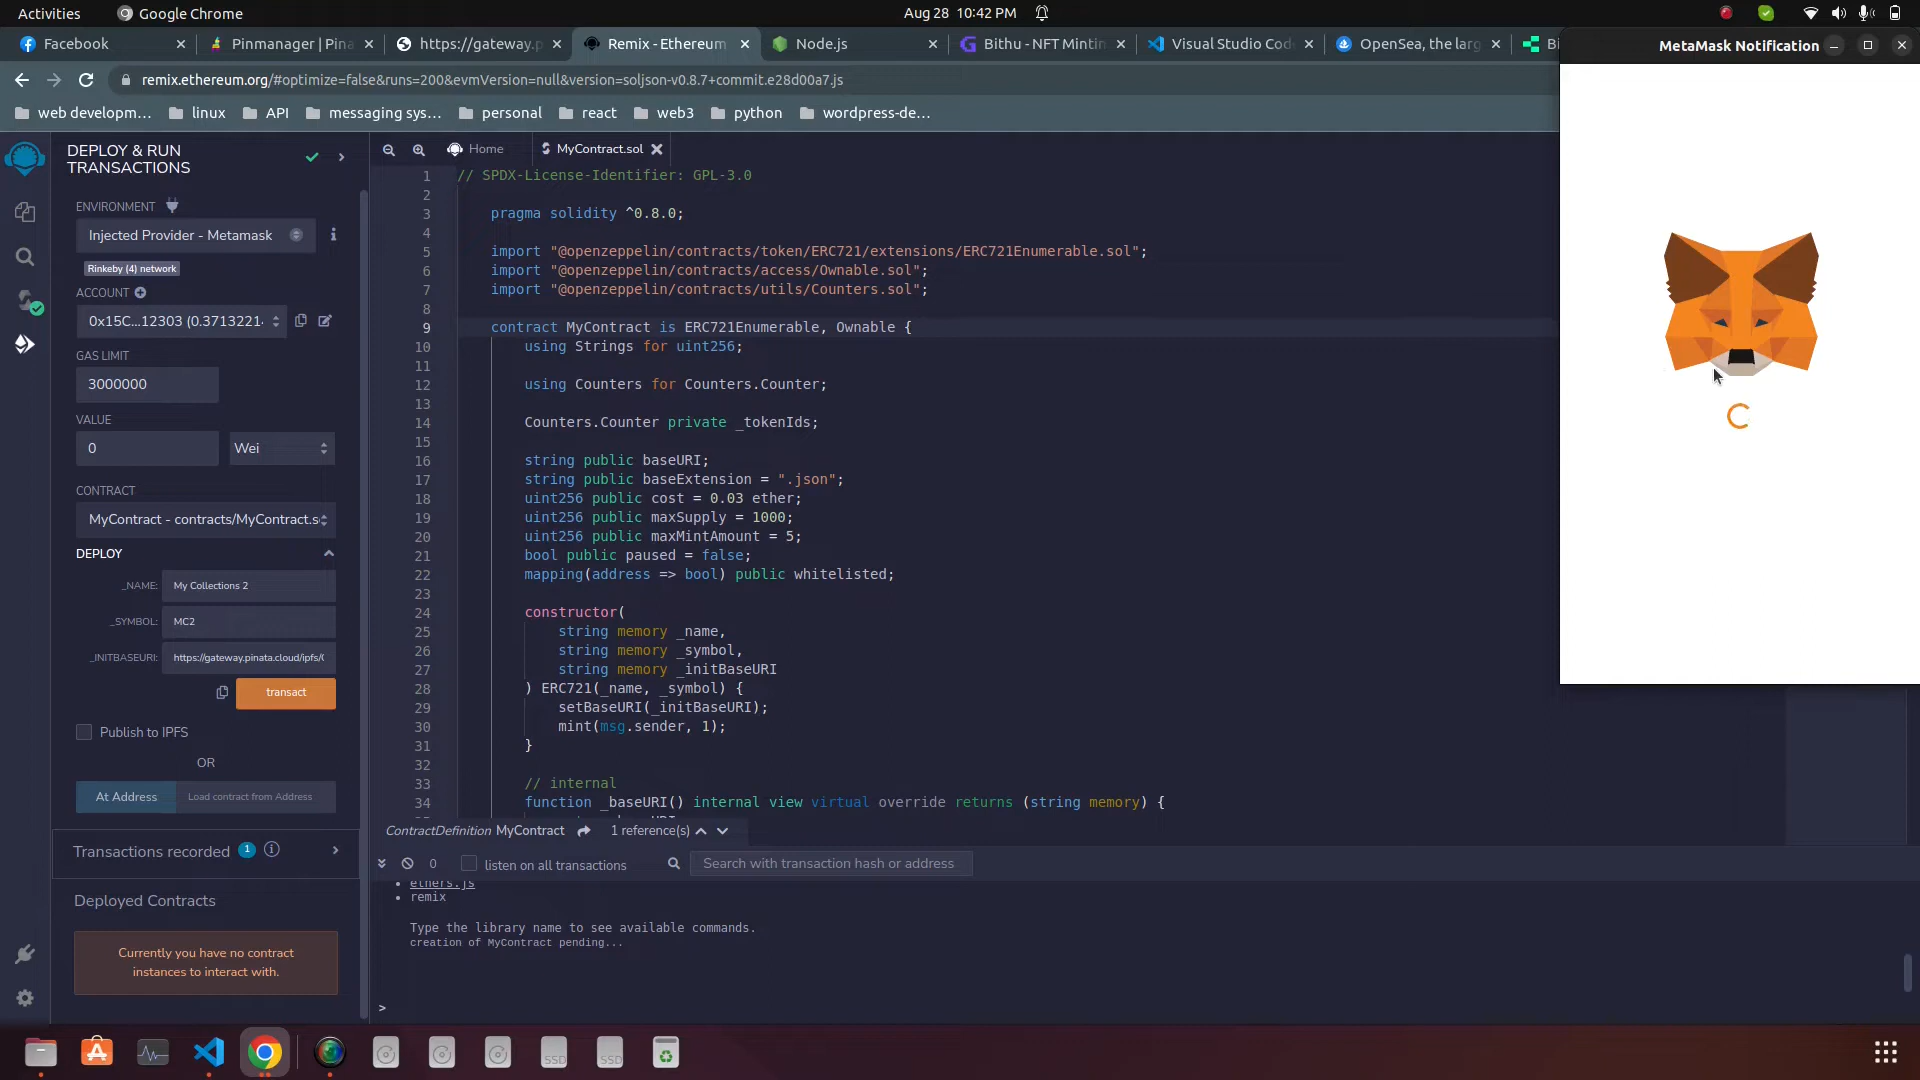 Activities
Google Chrome
Aug 28 10:42 PM
Facebook
Pinmanager | Pina
https://gateway.p
Remix - Ethereum
Node.js
Bithu - NFT Mintin
Visual Studio Cod
OpenSea, the larg
Bi
MetaMask Notification
remix.ethereum.org/#optimize=false&runs=200&evmVersion=null&version=soljson-v0.8.7+commit.e28d00a7.js
web developm...
linux
API
messaging sys...
personal
react
web3
python
wordpress-de...
DEPLOY & RUN
TRANSACTIONS
ENVIRONMENT
Injected Provider - Metamask
Rinkeby (4) network
ACCOUNT
0x15C...12303 (0.3713221
GAS LIMIT
3000000
VALUE
0
Wei
CONTRACT
MyContract - contracts/MyContract.s
DEPLOY
_NAME:
My Collections 2
_SYMBOL:
MC2
_INITBASEURI:
https://gateway.pinata.cloud/ipfs/
transact
Publish to IPFS
OR
At Address
Load contract from Address
Transactions recorded 1
Deployed Contracts
Currently you have no contract
instances to interact with.
Home
MyContract.sol
1 // SPDX-License-Identifier: GPL-3.0
2
3 pragma solidity ^0.8.0;
4
5 import "@openzeppelin/contracts/token/ERC721/extensions/ERC721Enumerable.sol";
6 import "@openzeppelin/contracts/access/Ownable.sol";
7 import "@openzeppelin/contracts/utils/Counters.sol";
8
9 contract MyContract is ERC721Enumerable, Ownable {
10 using Strings for uint256;
11
12 using Counters for Counters.Counter;
13
14 Counters.Counter private _tokenIds;
15
16 string public baseURI;
17 string public baseExtension = ".json";
18 uint256 public cost = 0.03 ether;
19 uint256 public maxSupply = 1000;
20 uint256 public maxMintAmount = 5;
21 bool public paused = false;
22 mapping(address => bool) public whitelisted;
23
24 constructor(
25 string memory _name,
26 string memory _symbol,
27 string memory _initBaseURI
28 ) ERC721(_name, _symbol) {
29 setBaseURI(_initBaseURI);
30 mint(msg.sender, 1);
31 }
32
33 // internal
34 function _baseURI() internal view virtual override returns (string memory) {
ContractDefinition MyContract
1 reference(s)
0
listen on all transactions
Search with transaction hash or address
ethers.js
remix
Type the library name to see available commands.
creation of MyContract pending...
>
SSD
SSD